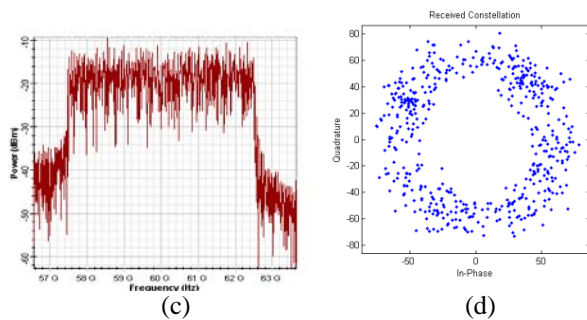 -10
-20
-30
-40
-50
-60
Power (dBm)
57 G 58 G 59 G 60 G 61 G 62 G 63 G
Frequency (Hz)
(c)
Received Constellation
80
60
40
20
0
-20
-40
-60
-80
Quadrature
-50 0 50
In-Phase
(d)